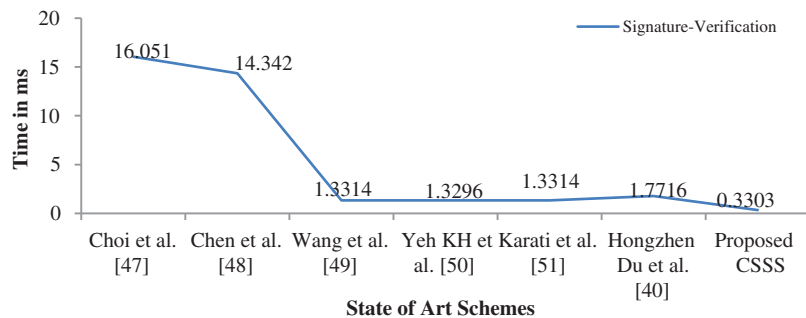 Signature-Verification
20
15
10
5
0
Time in ms
16.051
14.342
1.3314
1.3296
1.3314
1.7716
0.3303
Choi et al.
[47]
Chen et al.
[48]
Wang et al.
[49]
Yeh KH et
al. [50]
Karati et al.
[51]
Hongzhen
Du et al.
[40]
Proposed
CSSS
State of Art Schemes